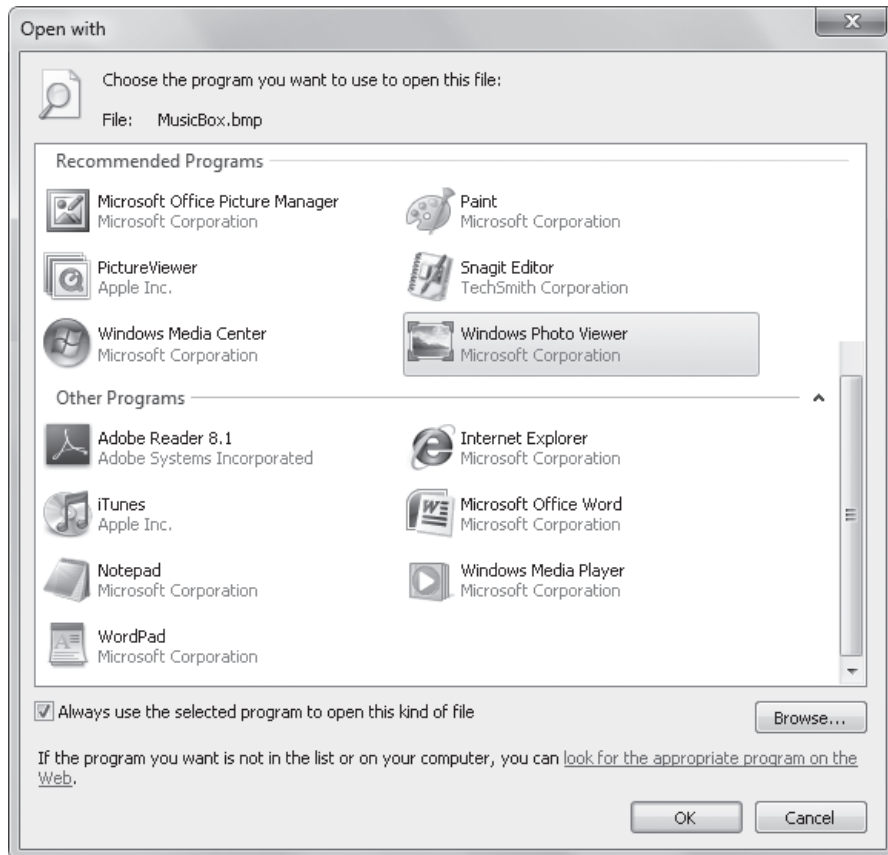 Open with
Choose the program you want to use to open this file:
File: MusicBox.bmp
Recommended Programs
Microsoft Office Picture Manager
Microsoft Corporation
Paint
Microsoft Corporation
PictureViewer
Apple Inc.
Snagit Editor
TechSmith Corporation
Windows Media Center
Microsoft Corporation
Windows Photo Viewer
Microsoft Corporation
Other Programs
Adobe Reader 8.1
Adobe Systems Incorporated
Internet Explorer
Microsoft Corporation
iTunes
Apple Inc.
Microsoft Office Word
Microsoft Corporation
Notepad
Microsoft Corporation
Windows Media Player
Microsoft Corporation
WordPad
Microsoft Corporation
Always use the selected program to open this kind of file
Browse...
If the program you want is not in the list or on your computer, you can look for the appropriate program on the
Web.
OK
Cancel